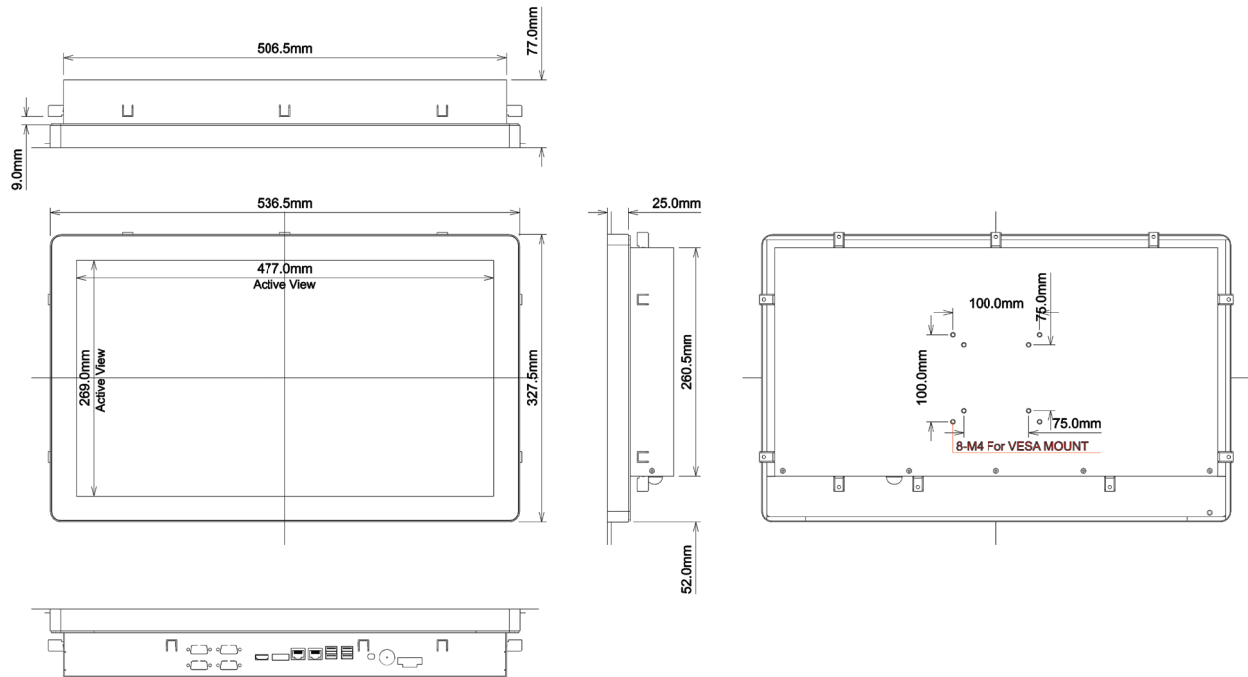 506.5mm
77.0mm
9.0mm
536.5mm
25.0mm
477.0mm
Active View
269.0mm
Active View
327.5mm
260.5mm
52.0mm
100.0mm
75.0mm
100.0mm
75.0mm
8-M4 For VESA MOUNT